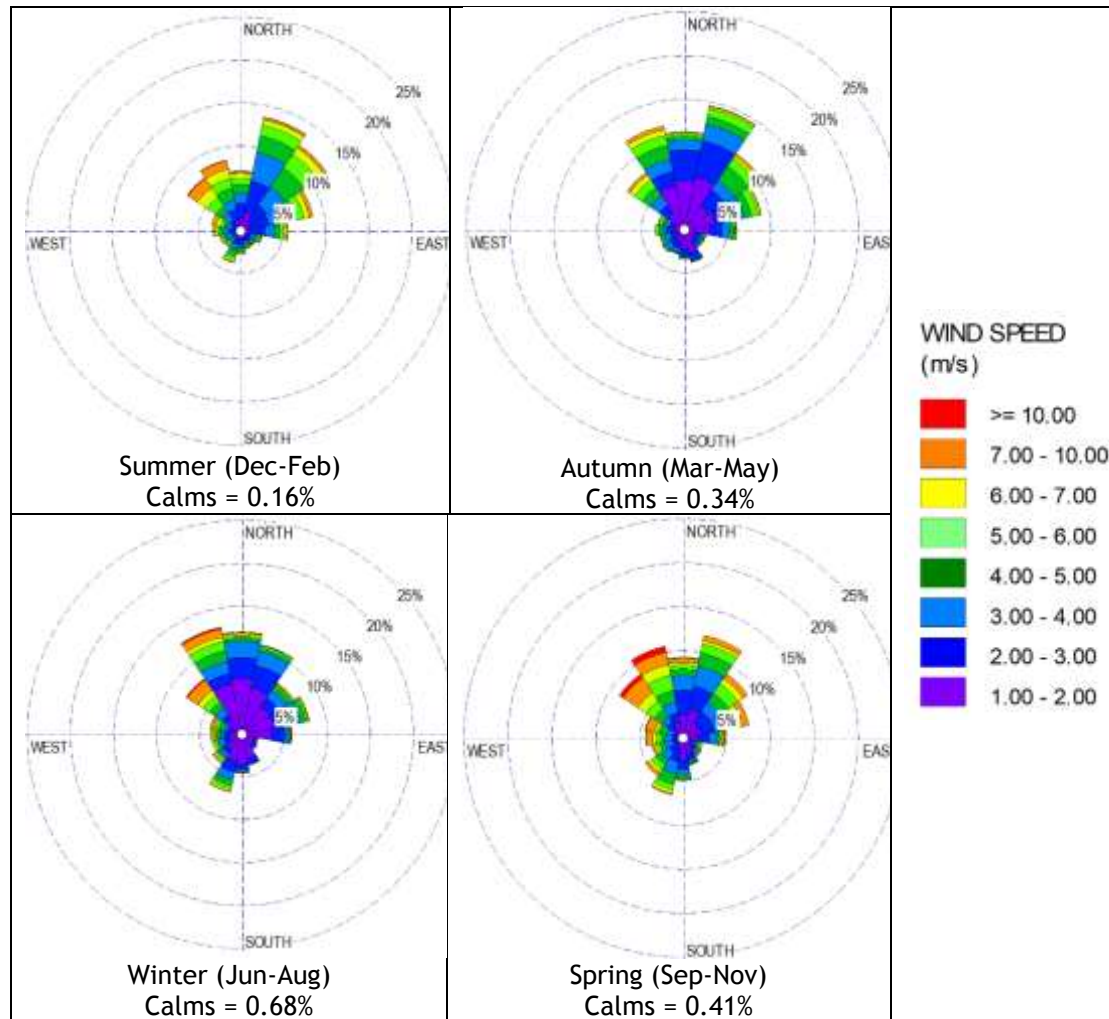 NORTH
25%
20%
15%
10%
5%
WEST
EAST
SOUTH
Summer (Dec-Feb)
Calms = 0.16%
NORTH
25%
20%
15%
10%
5%
WEST
EAS
SOUTH
Autumn (Mar-May)
Calms = 0.34%
NORTH
25%
20%
15%
10%
5%
WEST
EAS
SOUTH
Winter (Jun-Aug)
Calms = 0.68%
NORTH
25%
20%
15%
10%
5%
WEST
EAS
SOUTH
Spring (Sep-Nov)
Calms = 0.41%
WIND SPEED
(m/s)
>= 10.00
7.00 - 10.00
6.00 - 7.00
5.00 - 6.00
4.00 - 5.00
3.00 - 4.00
2.00 - 3.00
1.00 - 2.00